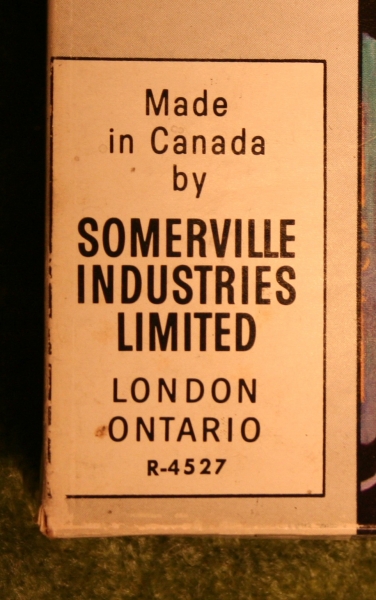 Made
in Canada
by
SOMERVILLE
INDUSTRIES
LIMITED
LONDON
ONTARIO
R-4527